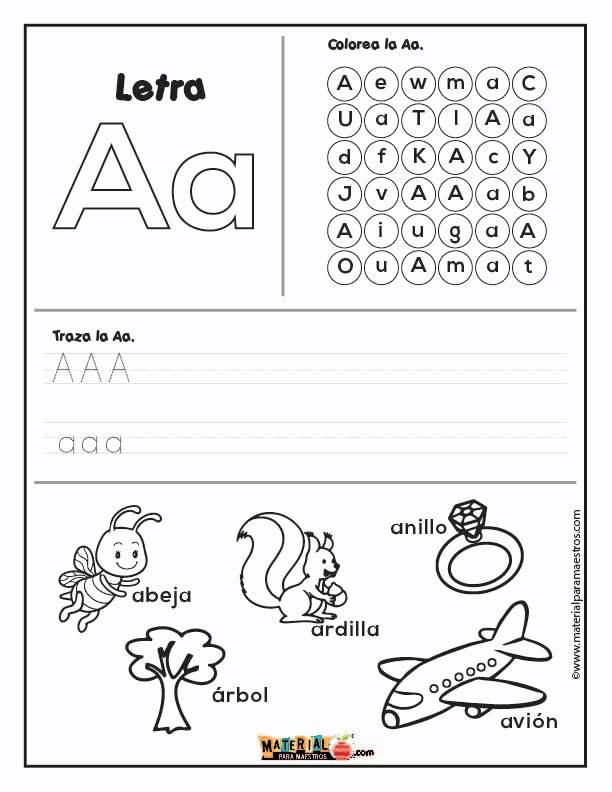 Letra
Aa
Colorea la Aa.
A e w m a C
U a T l A a
d f K A c Y
J v A A a b
A i u g a A
O u A m a t
Traza la Aa.
A A A
a a a
abeja
ardilla
anillo
árbol
avión
MATERIAL
PARA MAESTROS
.com
©www.materialparamaestros.com